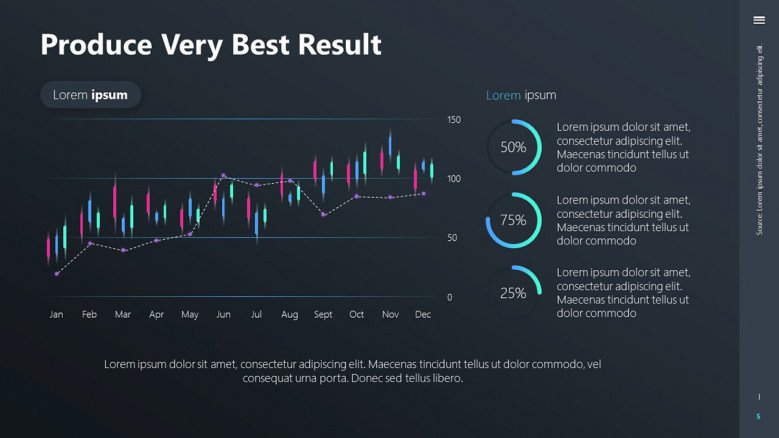 Produce Very Best Result
Lorem ipsum
150
100
50
0
Jan Feb Mar Apr May Jun Jul Aug Sept Oct Nov Dec
Lorem ipsum dolor sit amet, consectetur adipiscing elit. Maecenas tincidunt tellus ut dolor commodo, vel
consequat urna porta. Donec sed tellus libero.
Lorem ipsum
50%
Lorem ipsum dolor sit amet,
consectetur adipiscing elit.
Maecenas tincidunt tellus ut
dolor commodo
75%
Lorem ipsum dolor sit amet,
consectetur adipiscing elit.
Maecenas tincidunt tellus ut
dolor commodo
25%
Lorem ipsum dolor sit amet,
consectetur adipiscing elit.
Maecenas tincidunt tellus ut
dolor commodo
Source: Lorem ipsum dolor sit amet, consectetur adipiscing elit.
5